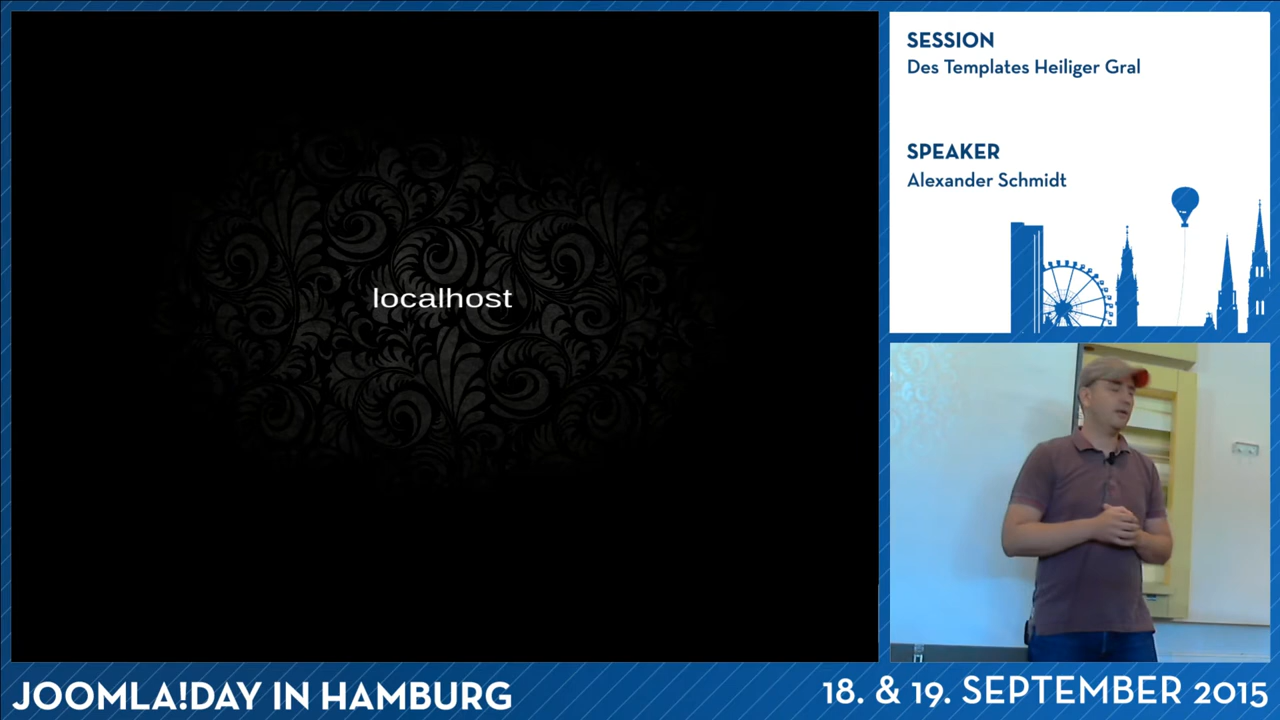 localhost
SESSION
Des Templates Heiliger Gral
SPEAKER
Alexander Schmidt
JOOMLA!DAY IN HAMBURG
18. & 19. SEPTEMBER 2015